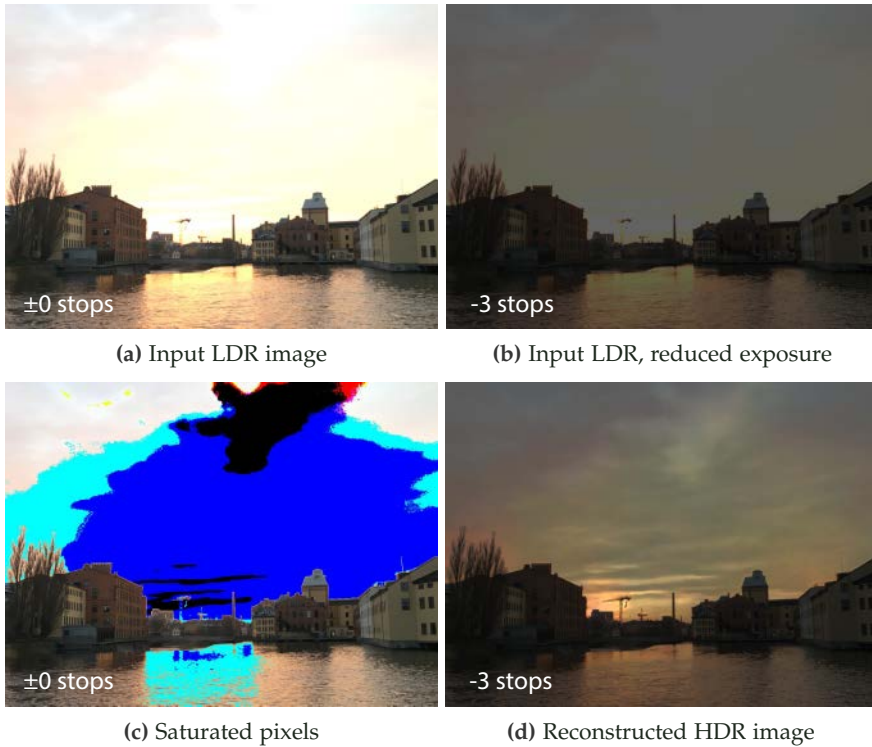 ±0 stops
-3 stops
(a) Input LDR image
(b) Input LDR, reduced exposure
±0 stops
-3 stops
(c) Saturated pixels
(d) Reconstructed HDR image